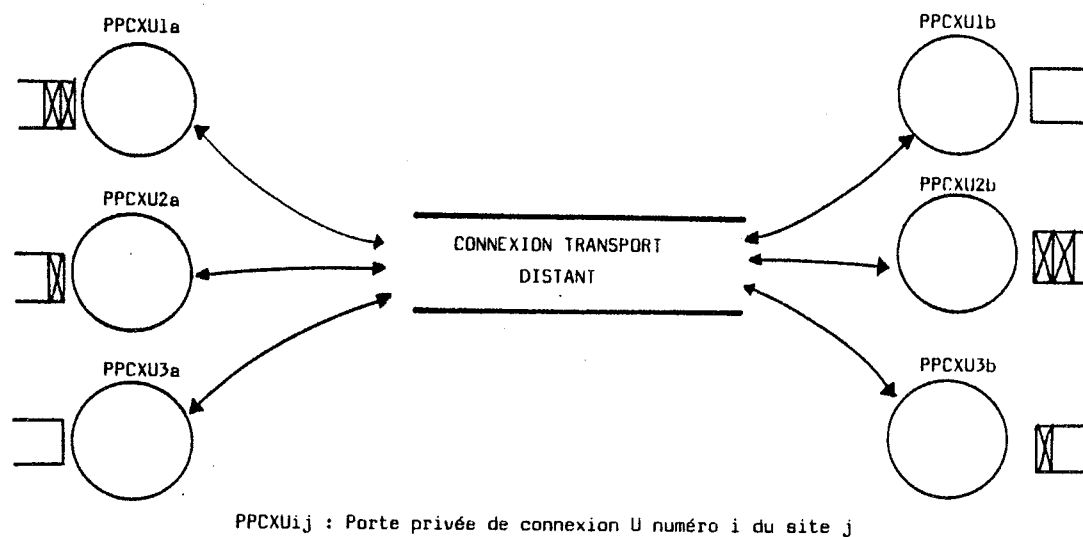 PPCXU1a
PPCXU1b
PPCXU2a
PPCXU2b
CONNEXION TRANSPORT
DISTANT
PPCXU3a
PPCXU3b
PPCXUij : Porte privée de connexion U numéro i du site j